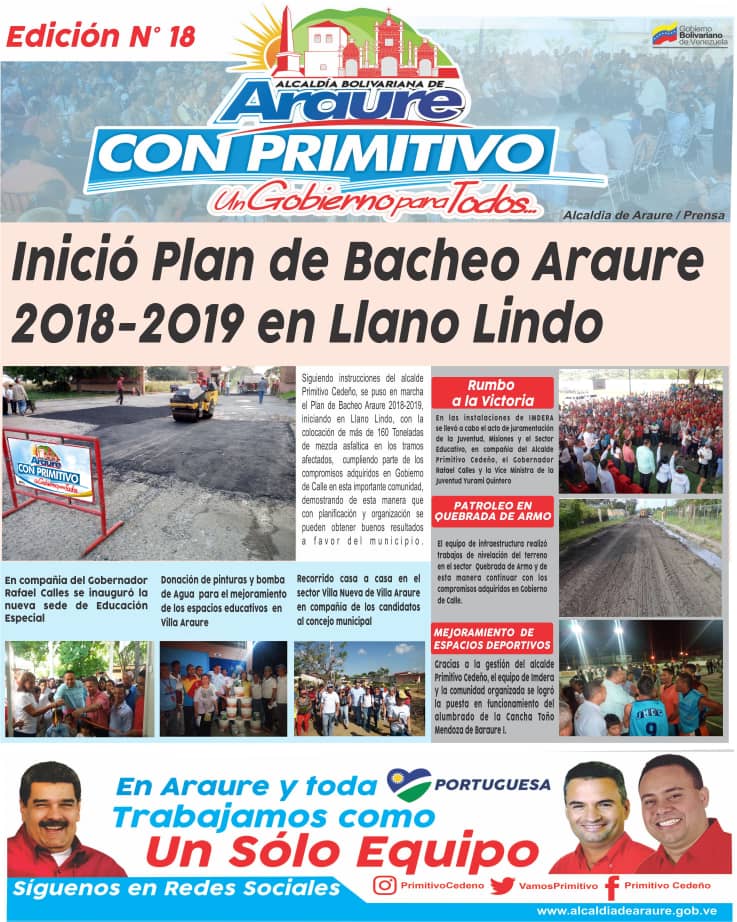 Edición N° 18
Gobierno
Bolivariano
de Venezuela
ALCALDÍA BOLIVARIANA DE
Araure
CON PRIMITIVO
Un Gobierno para Todos...
Alcaldia de Araure / Prensa
Inició Plan de Bacheo Araure
2018-2019 en Llano Lindo
Araure
CON PRIMITIVO
Un Gobierno para Todos...
Siguiendo instrucciones del alcalde
Primitivo Cedeño, se puso en marcha
el Plan de Bacheo Araure 2018-2019,
iniciando en Llano Lindo, con la
colocación de más de 160 Toneladas
de mezcla asfaltica en los tramos
afectados, cumpliendo parte de los
compromisos adquiridos en Gobierno
de Calle en esta importante comunidad,
demostrando de esta manera que
con planificación y organización se
pueden obtener buenos resultados
a favor del municipio.
Rumbo
a la Victoria
En las instalaciones de IMDERA
se llevó a cabo el acto de juramentación
de la Juventud, Misiones y el Sector
Educativo, en compañia del Alcalde
Primitivo Cedeño, el Gobernador
Rafael Calles y la Vice Ministra de la
Juventud Yurami Quintero
PATROLEO EN
QUEBRADA DE ARMO
El equipo de infraestructura realizó
trabajos de nivelación del terreno
en el sector Quebrada de Armo y de
esta manera continuar con los
compromisos adquiridos en Gobierno
de Calle.
MEJORAMIENTO DE
ESPACIOS DEPORTIVOS
Gracias a la gestión del alcalde
Primitivo Cedeño, el equipo de Imdera
y la comunidad organizada se logró
la puesta en funcionamiento del
alumbrado de la Cancha Toño
Mendoza de Baraure I.
En compañia del Gobernador
Rafael Calles se inauguró la
nueva sede de Educación
Especial
Donación de pinturas y bomba
de Agua para el mejoramiento
de los espacios educativos en
Villa Araure
Recorrido casa a casa en el
sector Villa Nueva de Villa Araure
en compañia de los candidatos
al concejo municipal
9
En Araure y toda PORTUGUESA
Trabajamos como
Un Sólo Equipo
Síguenos en Redes Sociales
PrimitivoCedeno VamosPrimitivo Primitivo Cedeño
www.alcaldiadearaure.gob.ve